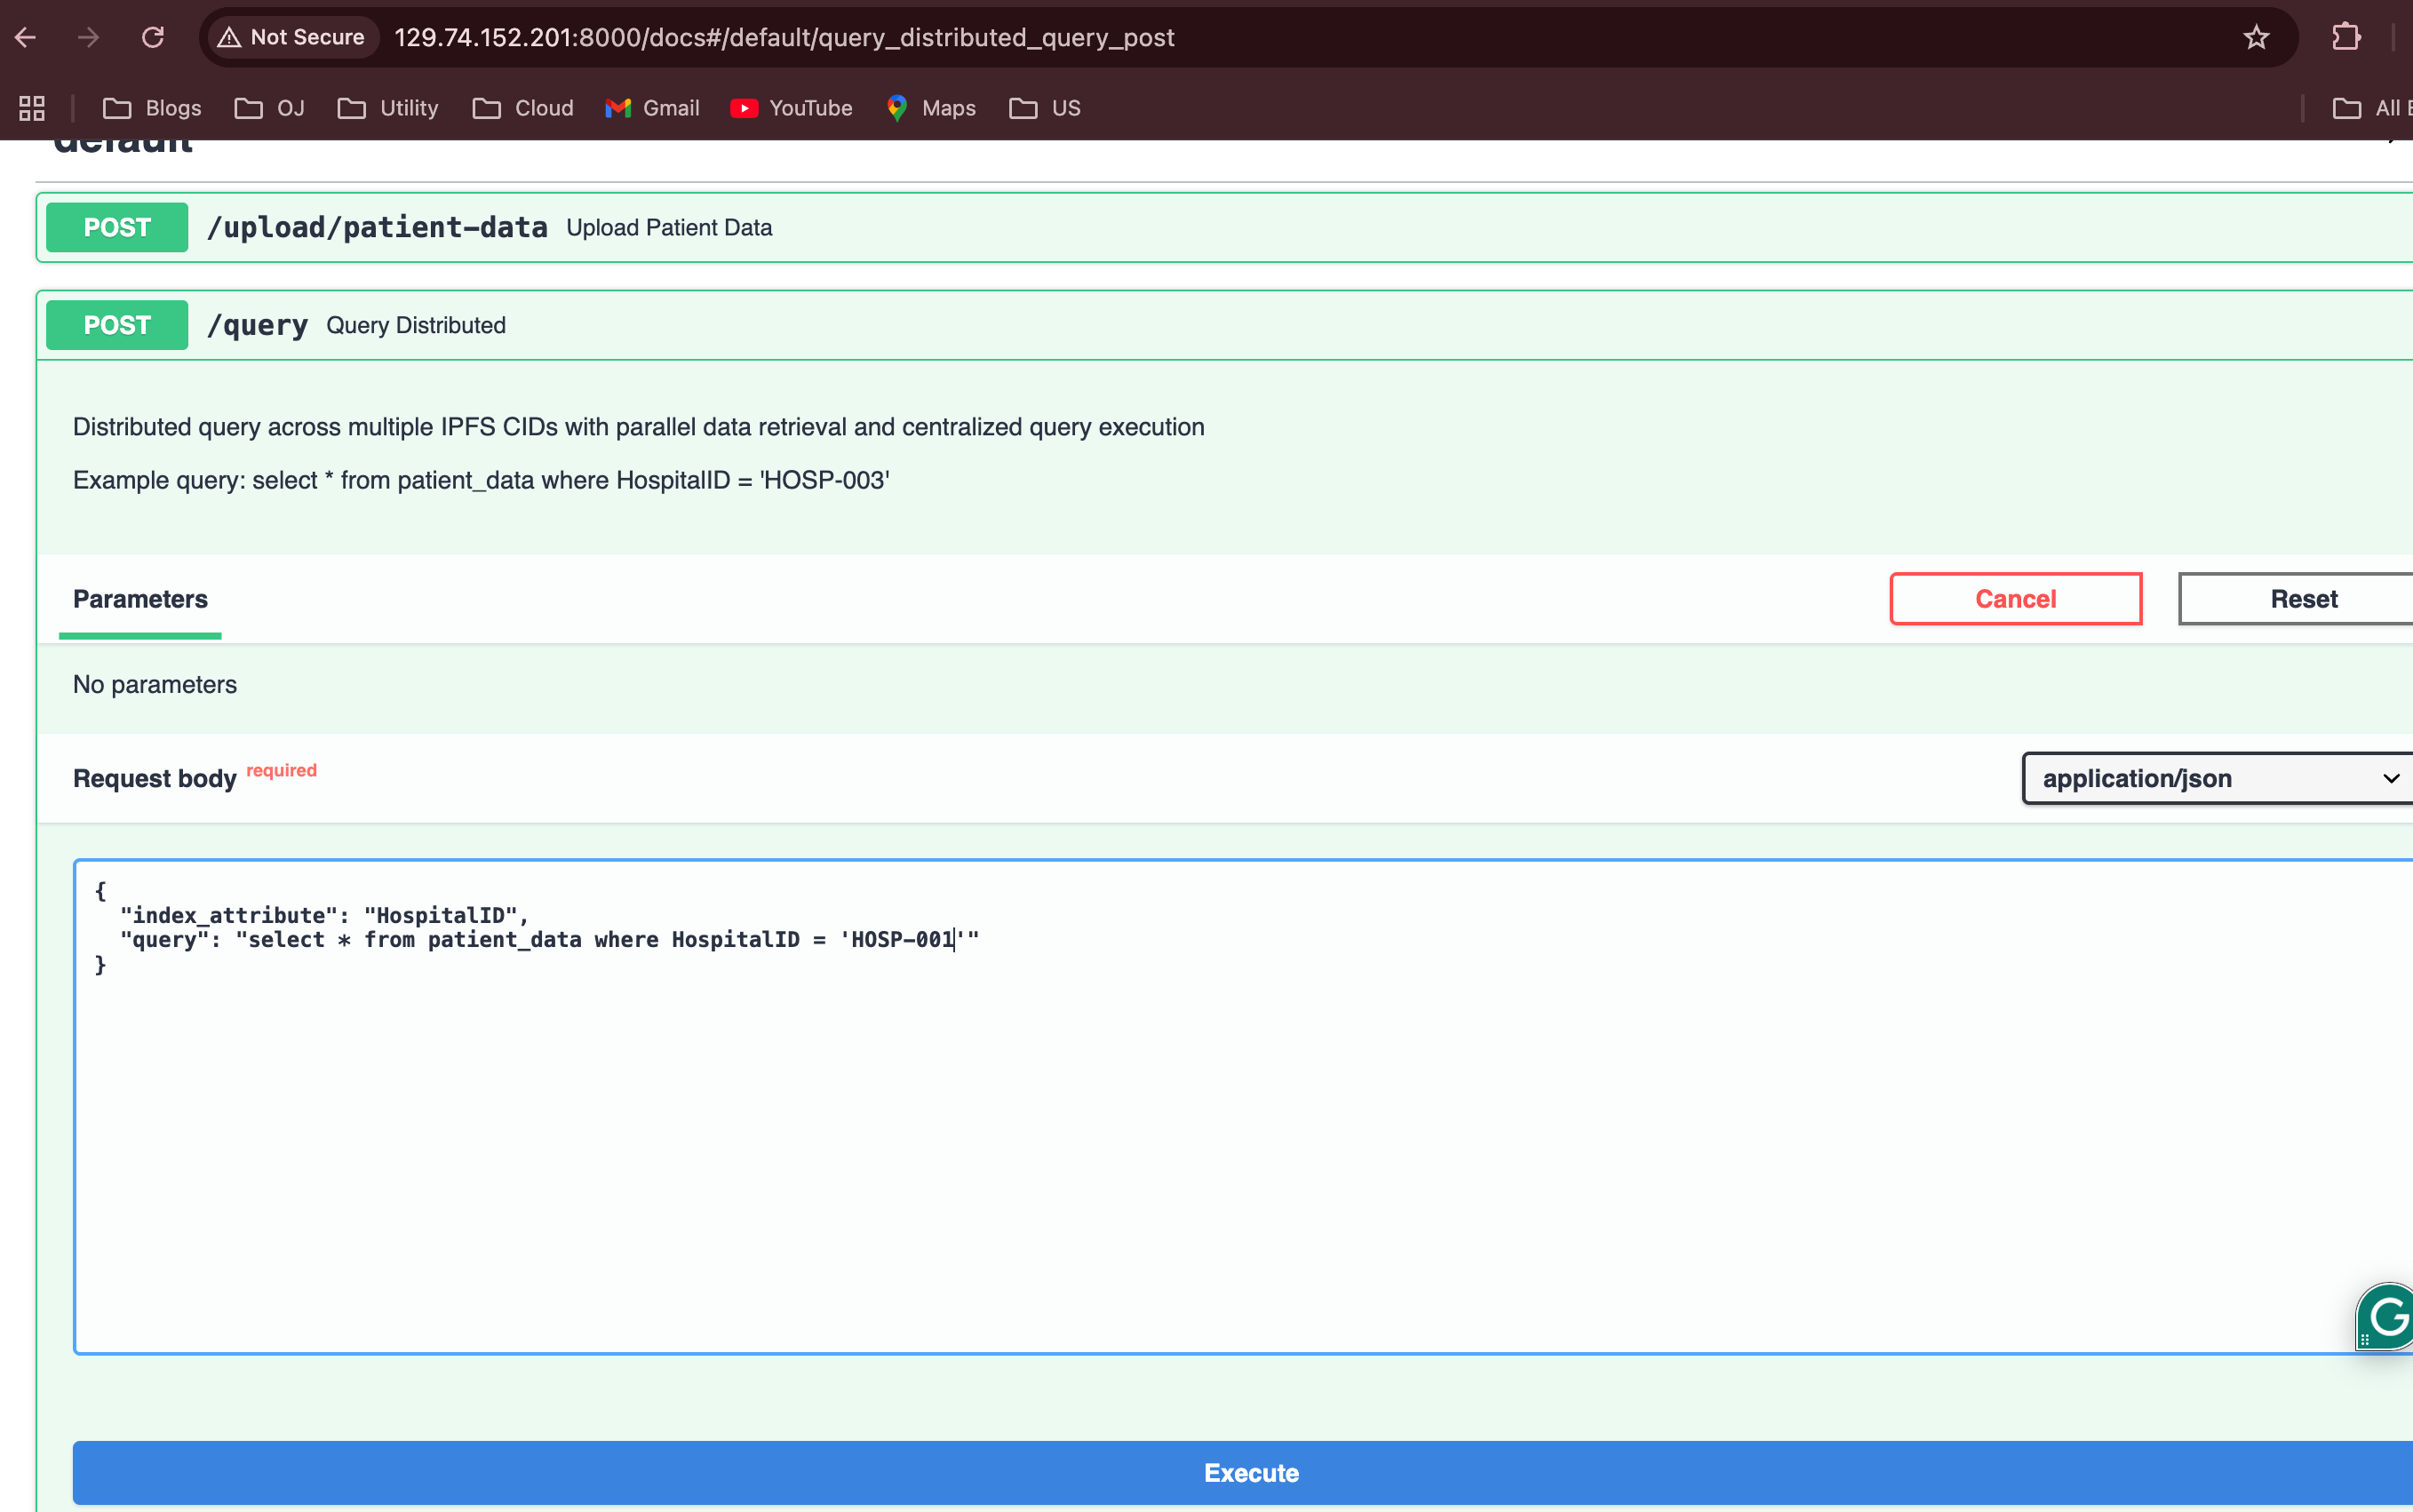 Not Secure 129.74.152.201:8000/docs#/default/query_distributed_query_post
Blogs OJ Utility Cloud Gmail YouTube Maps US All
default
POST /upload/patient-data Upload Patient Data
POST /query Query Distributed
Distributed query across multiple IPFS CIDs with parallel data retrieval and centralized query execution
Example query: select * from patient_data where HospitalID = 'HOSP-003'
Parameters Cancel Reset
No parameters
Request body required application/json
{
"index_attribute": "HospitalID",
"query": "select * from patient_data where HospitalID = 'HOSP-001'"
}
G
Execute